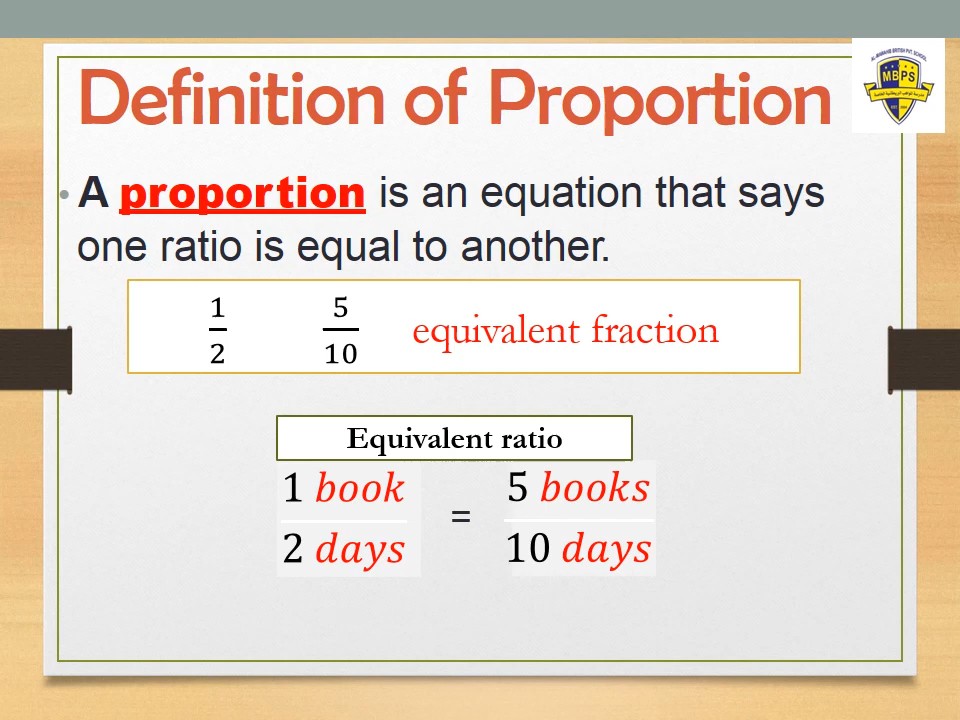 Definition of Proportion
MBPS
• A proportion is an equation that says
one ratio is equal to another.
1/2 5/10 equivalent fraction
Equivalent ratio
1 book / 2 days = 5 books / 10 days